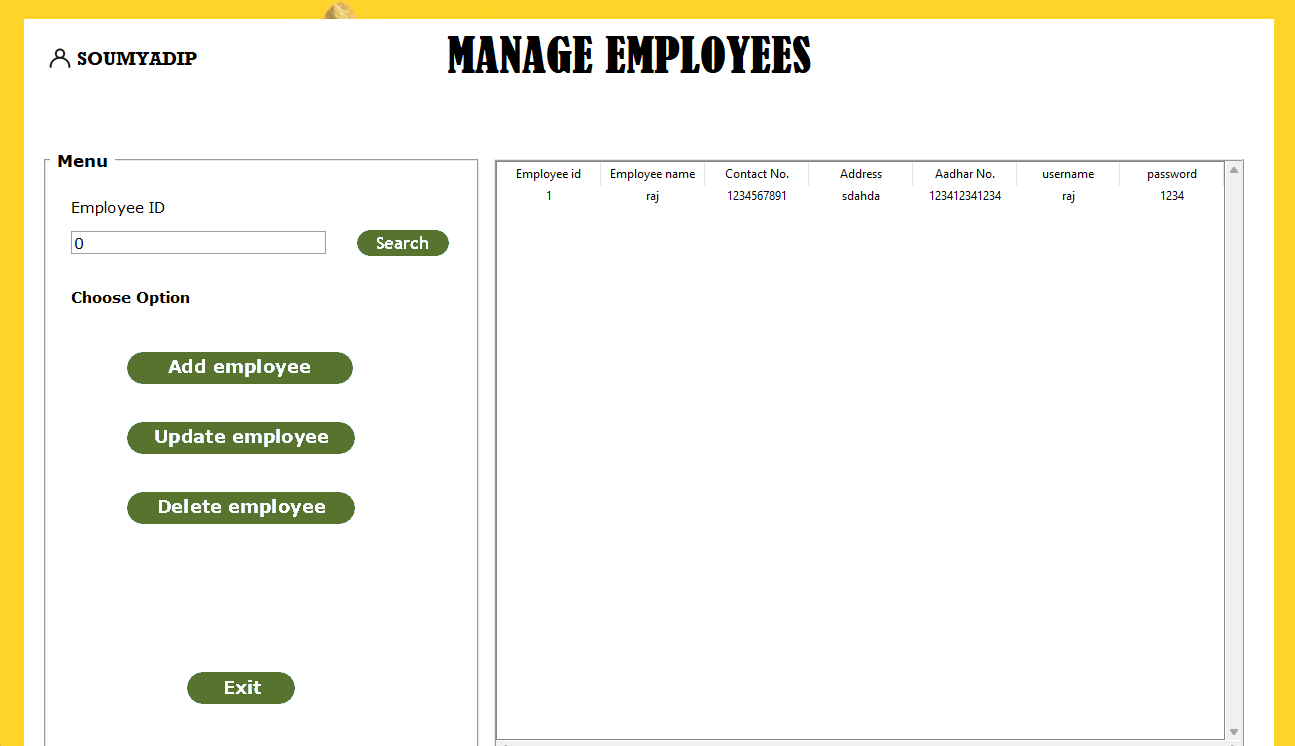 SOUMYADIP
MANAGE EMPLOYEES
Menu
Employee ID
0
Search
Choose Option
Add employee
Update employee
Delete employee
Exit
Employee id Employee name Contact No. Address Aadhar No. username password
1 raj 1234567891 sdahda 123412341234 raj 1234